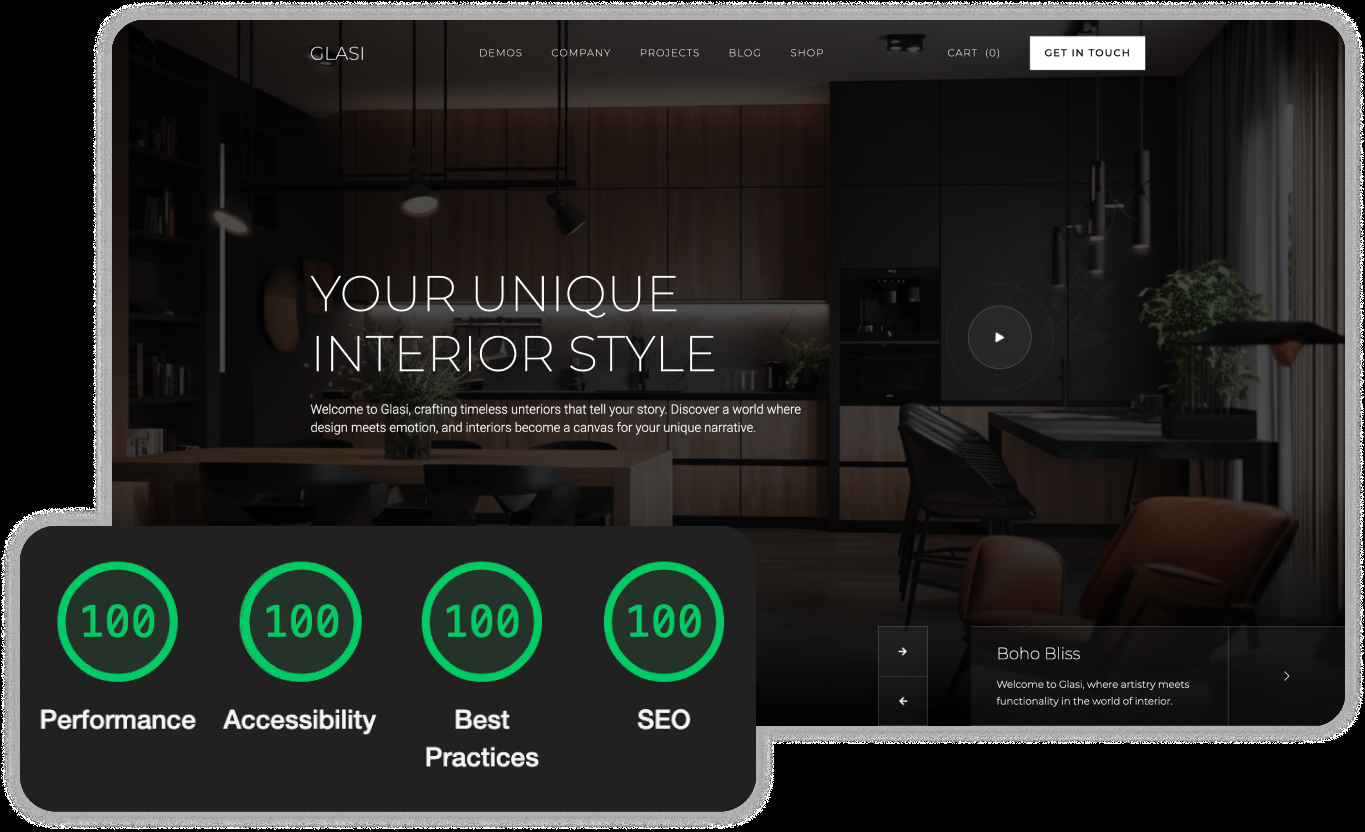 GLASI
DEMOS
COMPANY
PROJECTS
BLOG
SHOP
CART (0)
GET IN TOUCH
YOUR UNIQUE
INTERIOR STYLE
Welcome to Glasi, crafting timeless unteriors that tell your story. Discover a world where
design meets emotion, and interiors become a canvas for your unique narrative.
Boho Bliss
Welcome to Glasi, where artistry meets
functionality in the world of interior.
100
Performance
100
Accessibility
100
Best
Practices
100
SEO